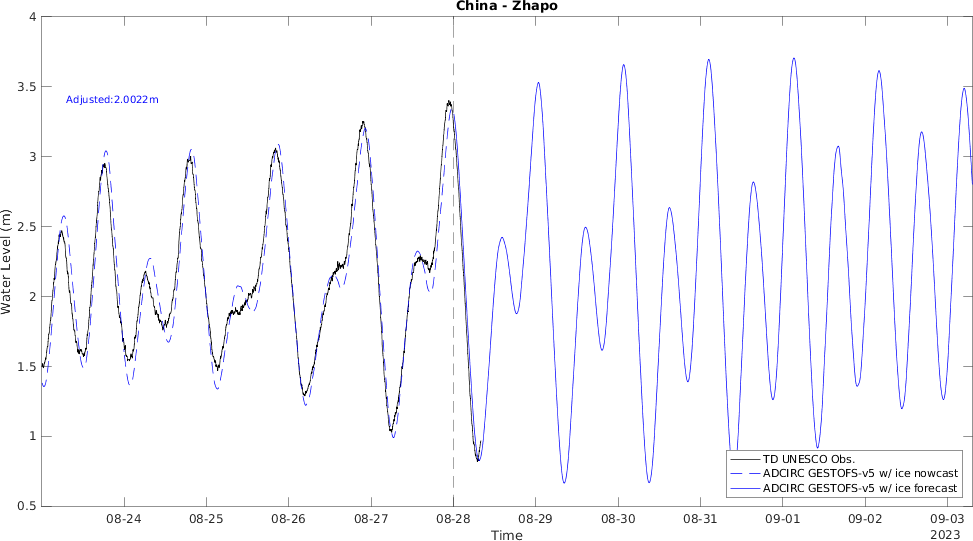 China - Zhapo
4
3.5
3
2.5
2
1.5
1
0.5
Water Level (m)
Adjusted:2.0022m
TD UNESCO Obs.
ADCIRC GESTOFS-v5 w/ ice nowcast
ADCIRC GESTOFS-v5 w/ ice forecast
08-24 08-25 08-26 08-27 08-28 08-29 08-30 08-31 09-01 09-02 09-03
2023
Time